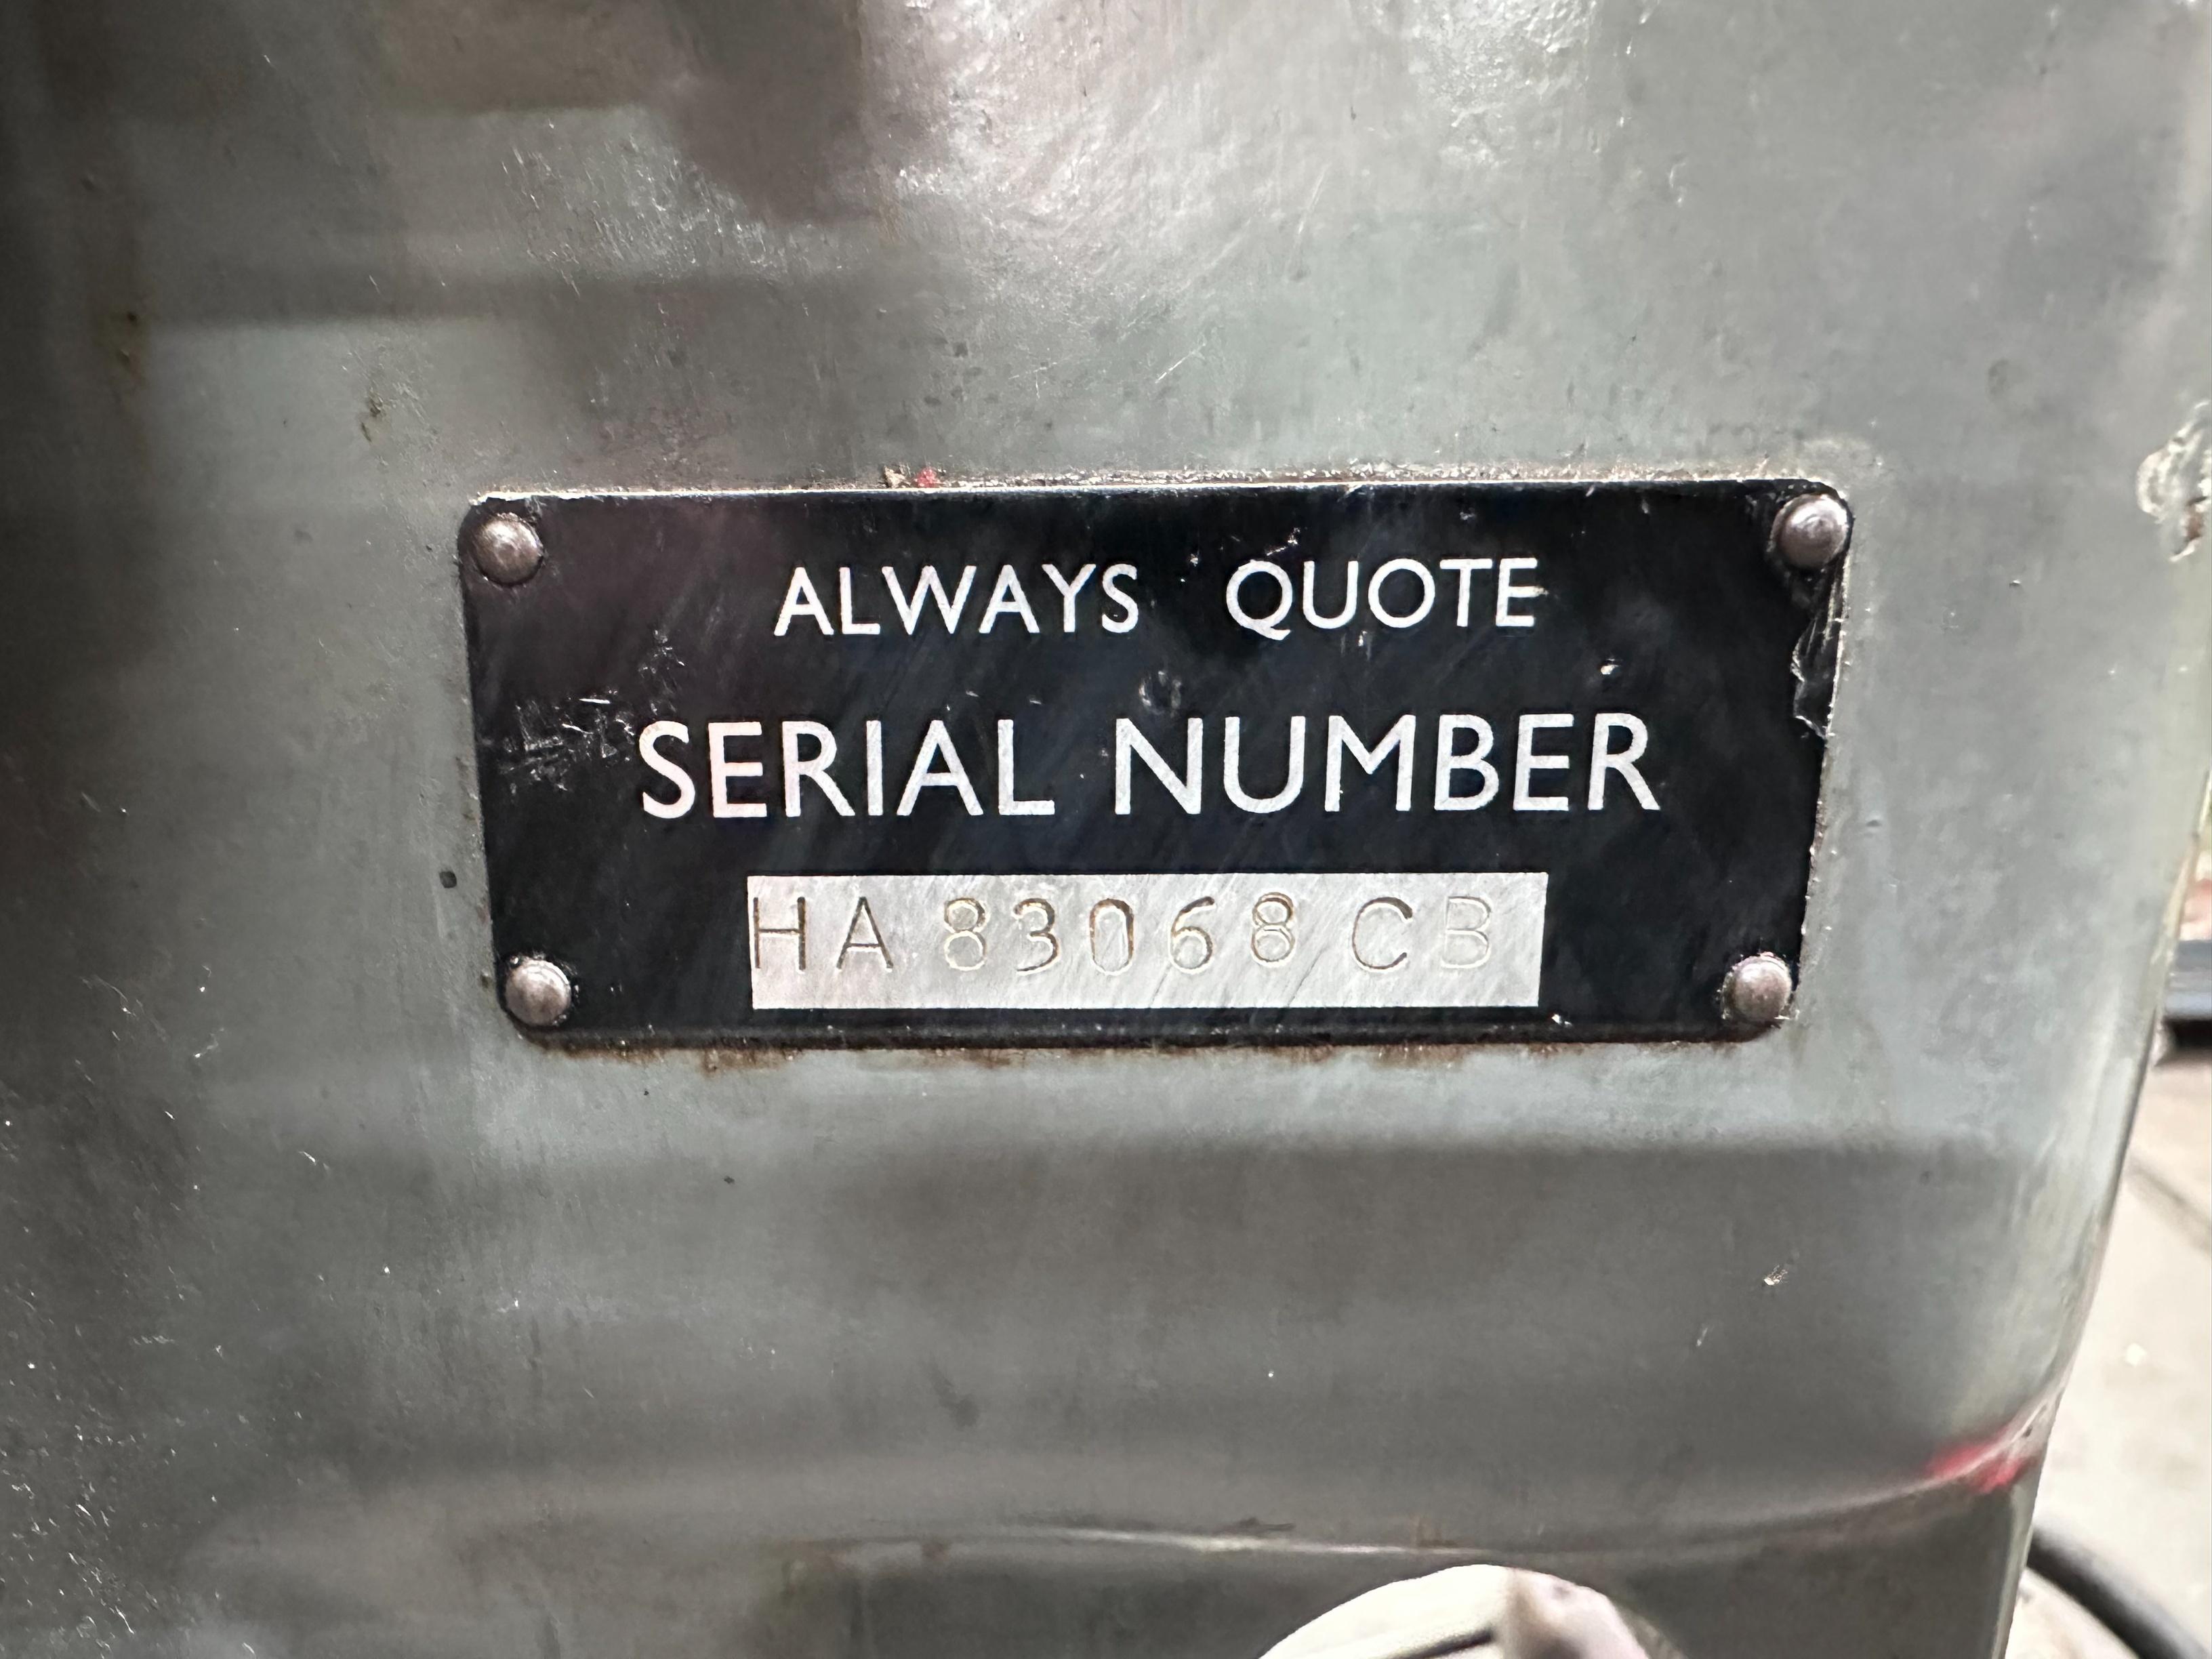 ALWAYS QUOTE
SERIAL NUMBER
HA 83068 CB